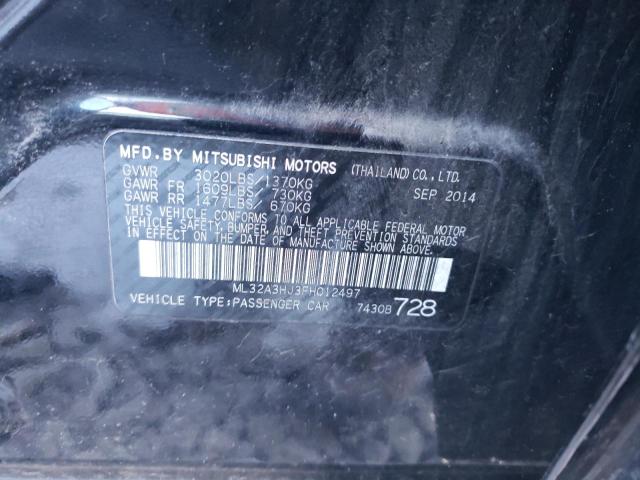 MFD.BY MITSUBISHI MOTORS (THAILAND) CO.,LTD.
GVWR 3020LBS/1370KG SEP 2014
GAWR FR 1609LBS/ 730KG
GAWR RR 1477LBS/ 670KG
THIS VEHICLE CONFORMS TO ALL APPLICABLE FEDERAL MOTOR
VEHICLE SAFETY, BUMPER, AND THEFT PREVENTION STANDARDS
IN EFFECT ON THE DATE OF MANUFACTURE SHOWN ABOVE.
ML32A3HJ3FH012497
VEHICLE TYPE:PASSENGER CAR 7430B 728